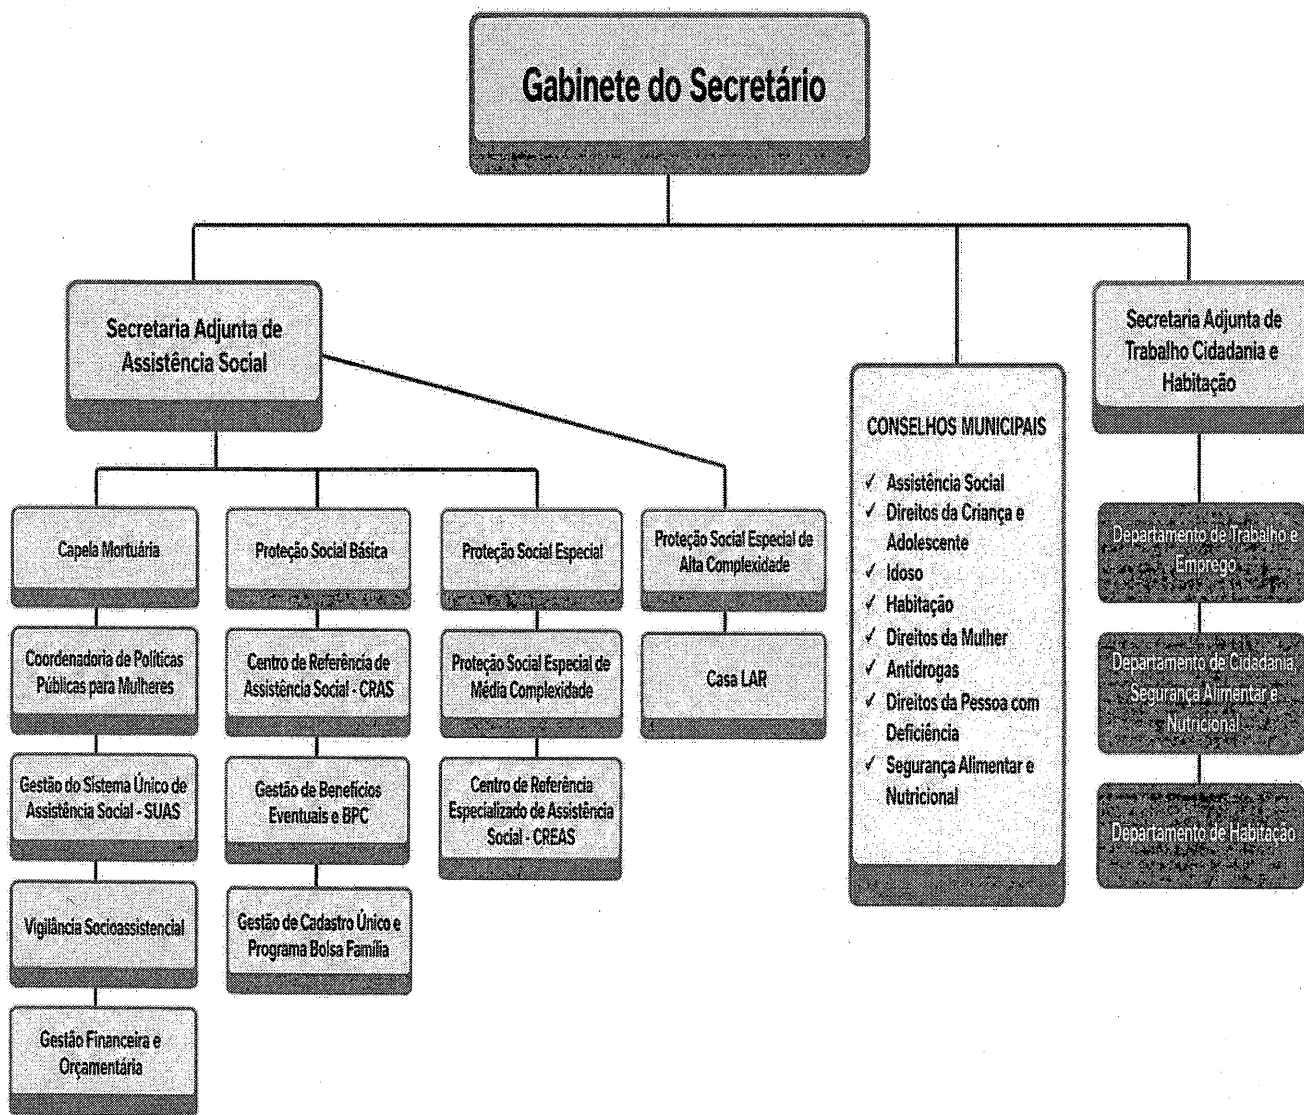 Gabinete do Secretário
Secretaria Adjunta de
Assistência Social
Secretaria Adjunta de
Trabalho Cidadania e
Habitação
CONSELHOS MUNICIPAIS
✓ Assistência Social
✓ Direitos da Criança e
Adolescente
✓ Idoso
✓ Habitação
✓ Direitos da Mulher
✓ Antidrogas
✓ Direitos da Pessoa com
Deficiência
✓ Segurança Alimentar e
Nutricional
Capela Mortuária
Coordenadoria de Políticas
Públicas para Mulheres
Gestão do Sistema Único de
Assistência Social - SUAS
Vigilância Socioassistencial
Gestão Financeira e
Orçamentária
Proteção Social Básica
Centro de Referência de
Assistência Social - CRAS
Gestão de Benefícios
Eventuais e BPC
Gestão de Cadastro Único e
Programa Bolsa Família
Proteção Social Especial
Proteção Social Especial de
Média Complexidade
Centro de Referência
Especializado de Assistência
Social - CREAS
Proteção Social Especial de
Alta Complexidade
Casa LAR
Departamento de Trabalho e
Emprego
Departamento de Cidadania,
Segurança Alimentar e
Nutricional
Departamento de Habitação